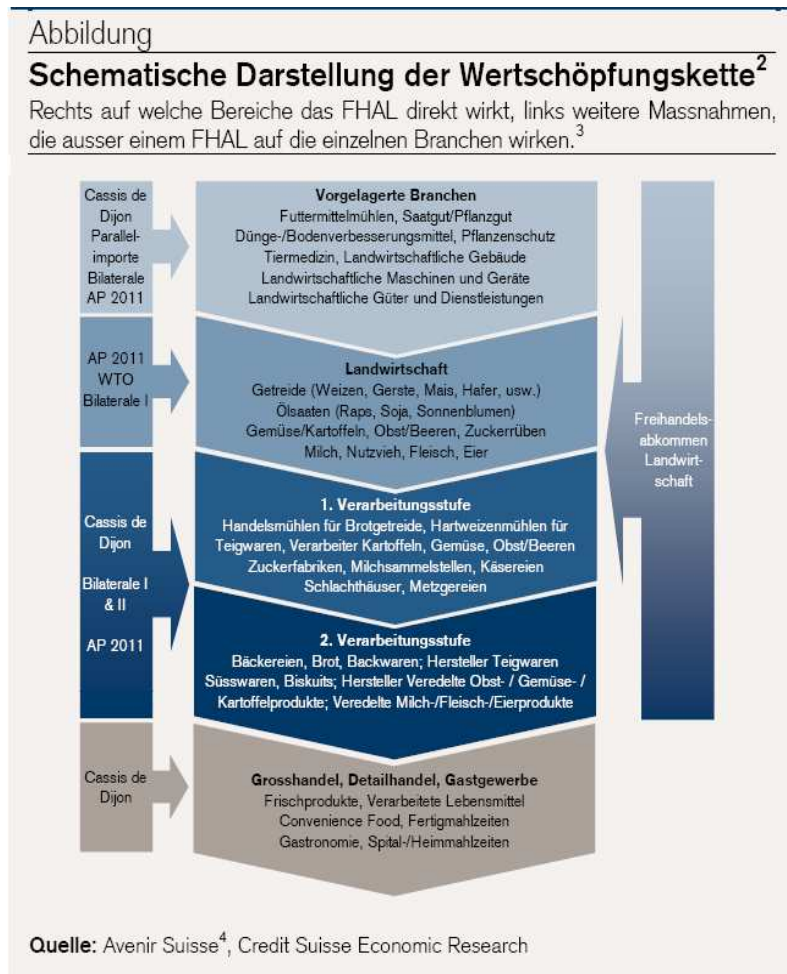 Abbildung
Schematische Darstellung der Wertschöpfungskette²
Rechts auf welche Bereiche das FHAL direkt wirkt, links weitere Massnahmen,
die ausser einem FHAL auf die einzelnen Branchen wirken.³
Cassis de
Dijon
Parallel-
importe
Bilaterale
AP 2011
Vorgelagerte Branchen
Futtermittelmühlen, Saatgut/Pflanzgut
Dünge-/Bodenverbesserungsmittel, Pflanzenschutz
Tiermedizin, Landwirtschaftliche Gebäude
Landwirtschaftliche Maschinen und Geräte
Landwirtschaftliche Güter und Dienstleistungen
AP 2011
WTO
Bilaterale I
Landwirtschaft
Getreide (Weizen, Gerste, Mais, Hafer, usw.)
Ölsaaten (Raps, Soja, Sonnenblumen)
Gemüse/Kartoffeln, Obst/Beeren, Zuckerrüben
Milch, Nutzvieh, Fleisch, Eier
Freihandels-
abkommen
Landwirt-
schaft
Cassis de
Dijon
Bilaterale I
& II
AP 2011
1. Verarbeitungsstufe
Handelsmühlen für Brotgetreide, Hartweizenmühlen für
Teigwaren, Verarbeiter Kartoffeln, Gemüse, Obst/Beeren
Zuckerfabriken, Milchsammelstellen, Käsereien
Schlachthäuser, Metzgereien
2. Verarbeitungsstufe
Bäckereien, Brot, Backwaren; Hersteller Teigwaren
Süsswaren, Biskuits; Hersteller Veredelte Obst- / Gemüse- /
Kartoffelprodukte; Veredelte Milch-/Fleisch-/Eierprodukte
Cassis de
Dijon
Grosshandel, Detailhandel, Gastgewerbe
Frischprodukte, Verarbeitete Lebensmittel
Convenience Food, Fertigmahlzeiten
Gastronomie, Spital-/Heimmahlzeiten
Quelle: Avenir Suisse⁴, Credit Suisse Economic Research